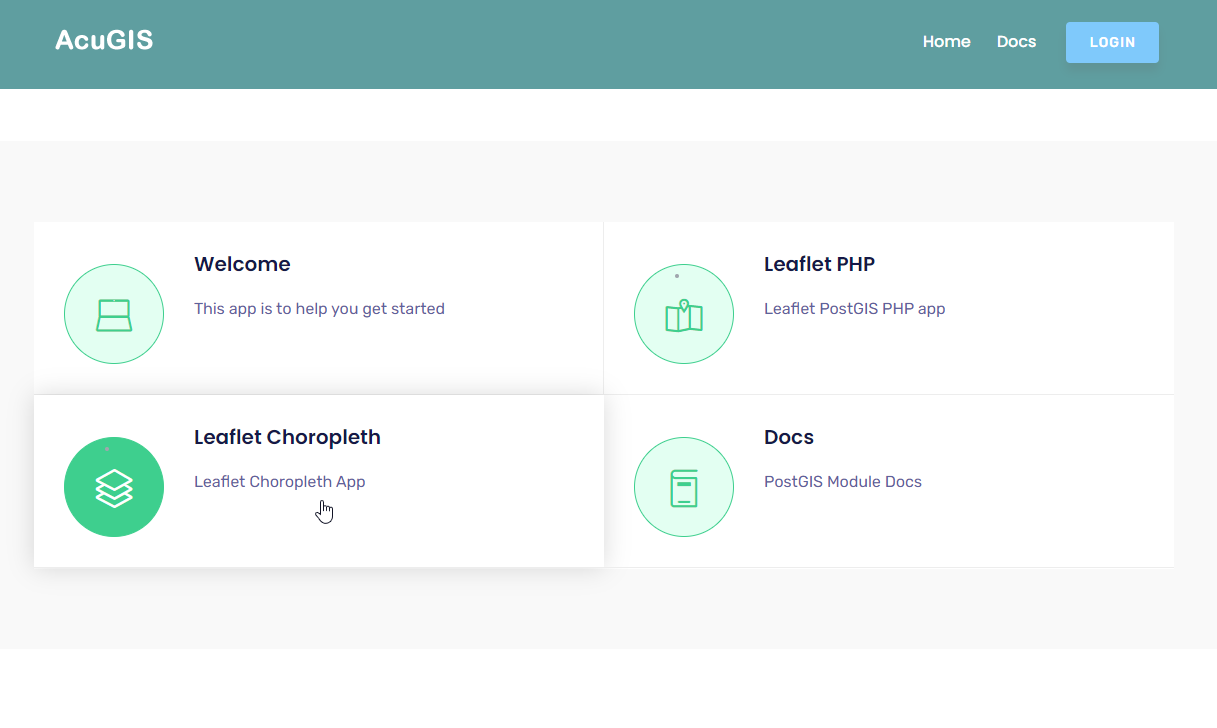 AcuGIS
Home Docs LOGIN
Welcome
This app is to help you get started
Leaflet PHP
Leaflet PostGIS PHP app
Leaflet Choropleth
Leaflet Choropleth App
Docs
PostGIS Module Docs